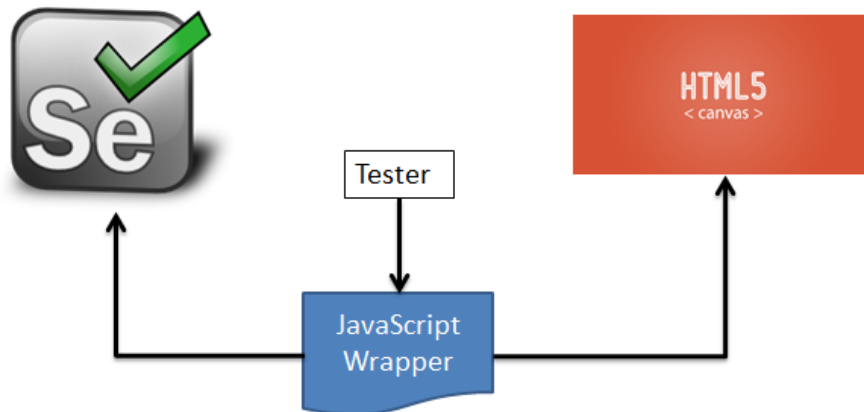 Se
HTML5
< canvas >
Tester
JavaScript
Wrapper